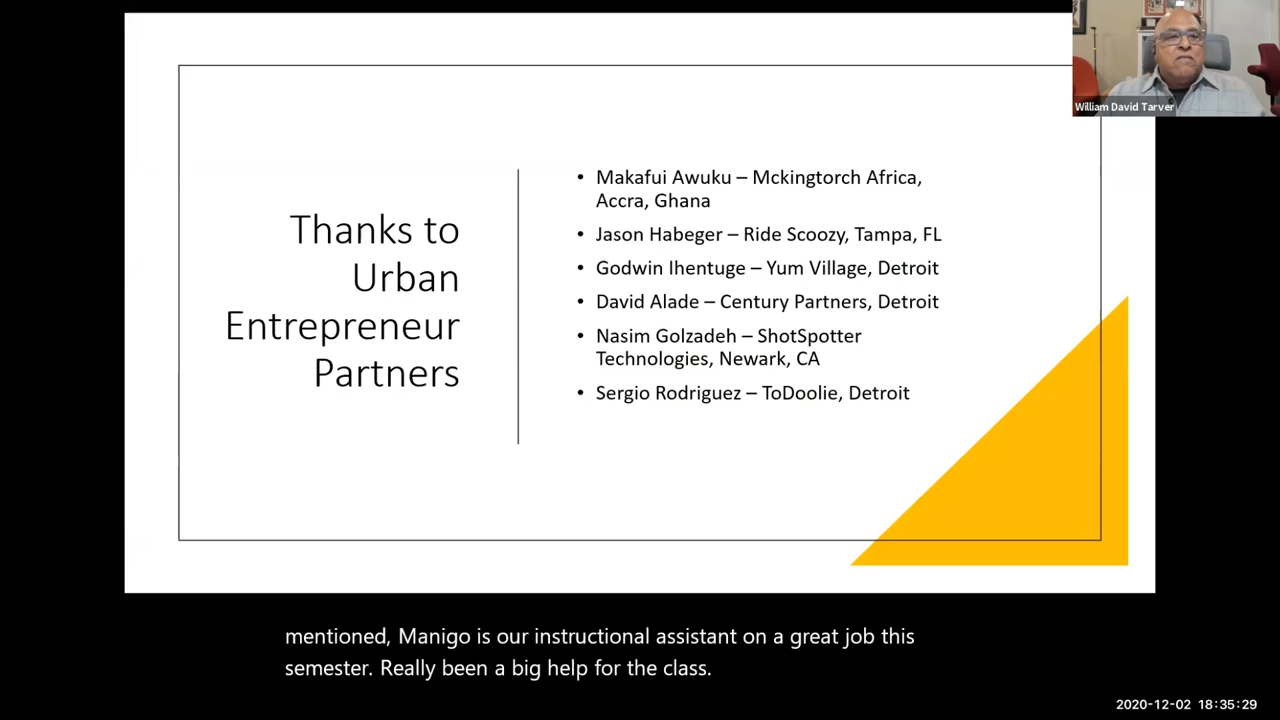 Thanks to
Urban
Entrepreneur
Partners
• Makafui Awuku – Mckingtorch Africa,
Accra, Ghana
• Jason Habeger – Ride Scoozy, Tampa, FL
• Godwin Ihentuge – Yum Village, Detroit
• David Alade – Century Partners, Detroit
• Nasim Golzadeh – ShotSpotter
Technologies, Newark, CA
• Sergio Rodriguez – ToDoolie, Detroit
William David Tarver
mentioned, Manigo is our instructional assistant on a great job this
semester. Really been a big help for the class.
2020-12-02 18:35:29